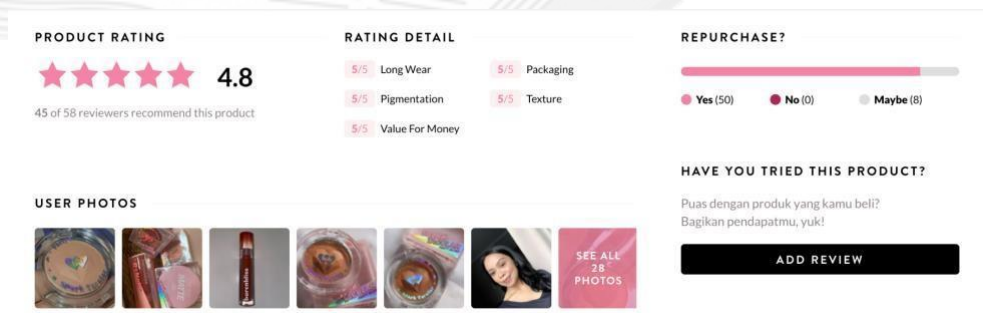 PRODUCT RATING
4.8
45 of 58 reviewers recommend this product
RATING DETAIL
5/5 Long Wear
5/5 Packaging
5/5 Pigmentation
5/5 Texture
5/5 Value For Money
REPURCHASE?
Yes (50)
No (0)
Maybe (8)
USER PHOTOS
SEE ALL
28
PHOTOS
HAVE YOU TRIED THIS PRODUCT?
Puas dengan produk yang kamu beli?
Bagikan pendapatmu, yuk!
ADD REVIEW